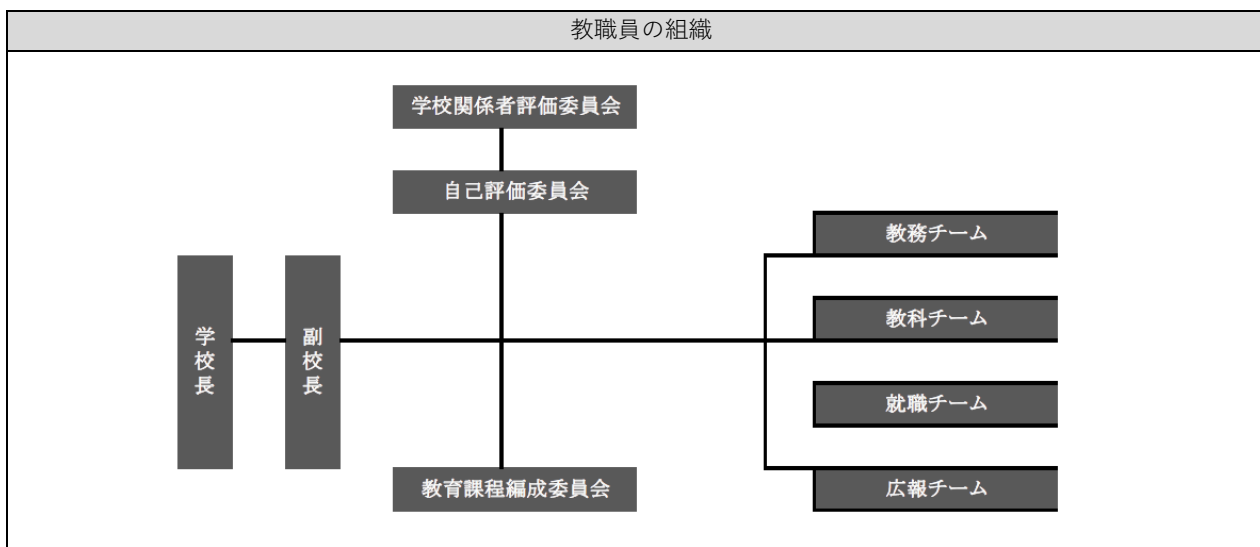 教職員の組織
学校関係者評価委員会
自己評価委員会
教務チーム
教科チーム
学校長
副校長
就職チーム
教育課程編成委員会
広報チーム